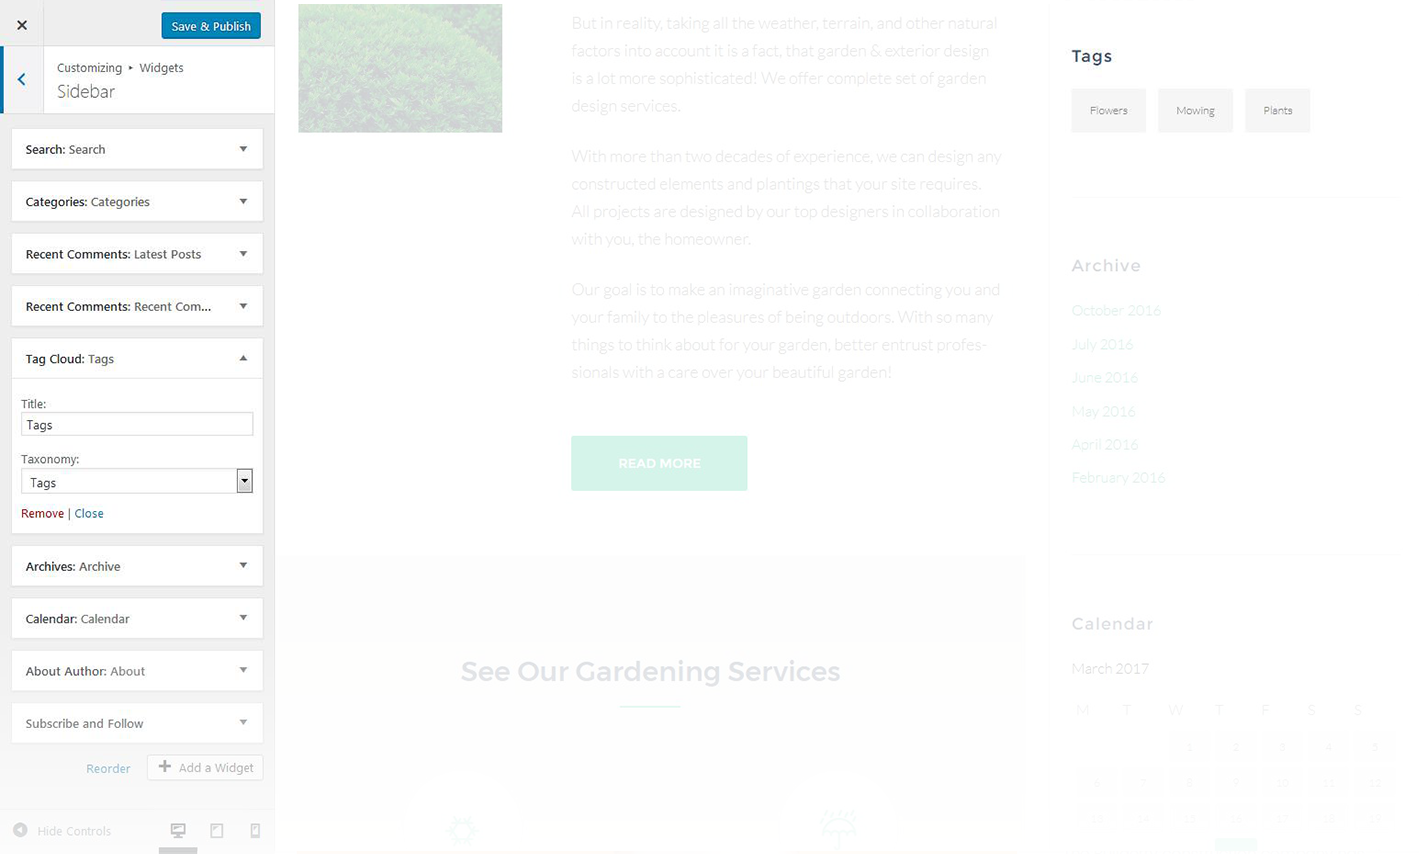 Save & Publish
Customizing ▸ Widgets
Sidebar
Search: Search
Categories: Categories
Recent Comments: Latest Posts
Recent Comments: Recent Com...
Tag Cloud: Tags
Title:
Tags
Taxonomy:
Tags
Remove | Close
Archives: Archive
Calendar: Calendar
About Author: About
Subscribe and Follow
Reorder
Add a Widget
Hide Controls
But in reality, taking all the weather, terrain, and other natural
factors into account it is a fact, that garden & exterior design
is a lot more sophisticated! We offer complete set of garden
design services.
With more than two decades of experience, we can design any
constructed elements and plantings that your site requires.
All projects are designed by our top designers in collaboration
with you, the homeowner.
Our goal is to make an imaginative garden connecting you and
your family to the pleasures of being outdoors. With so many
things to think about for your garden, better entrust profes-
sionals with a care over your beautiful garden!
READ MORE
See Our Gardening Services
Tags
Flowers Mowing Plants
Archive
October 2016
July 2016
June 2016
May 2016
April 2016
February 2016
Calendar
March 2017
M T W T F S S
1 2 3 4 5
6 7 8 9 10 11 12
13 14 15 16 17 18 19